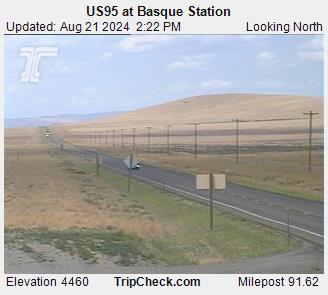 US95 at Basque Station
Updated: Aug 21 2024 2:22 PM Looking North
Elevation 4460 TripCheck.com Milepost 91.62